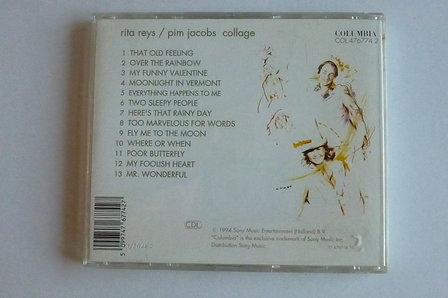 rita reys / pim jacobs collage
COLUMBIA
COL 476774 2
1 THAT OLD FEELING
2 OVER THE RAINBOW
3 MY FUNNY VALENTINE
4 MOONLIGHT IN VERMONT
5 EVERYTHING HAPPENS TO ME
6 TWO SLEEPY PEOPLE
7 HERE'S THAT RAINY DAY
8 TOO MARVELOUS FOR WORDS
9 FLY ME TO THE MOON
10 WHERE OR WHEN
11 POOR BUTTERFLY
12 MY FOOLISH HEART
13 MR. WONDERFUL
5 099747 677427
CDL
© 1994 Sony Music Entertainment (Holland) B.V.
"Columbia" is the exclusive trademark of Sony Music Inc.
Distribution Sony Music.